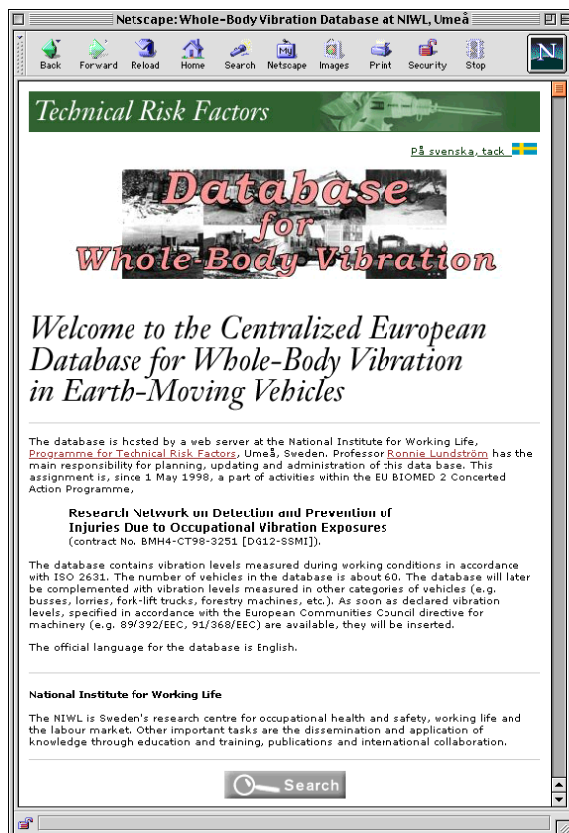 Netscape: Whole-Body Vibration Database at NIWL, Umeå
Back Forward Reload Home Search Netscape Images Print Security Stop
My
N
Technical Risk Factors
På svenska, tack
Database
for
Whole-Body Vibration
Welcome to the Centralized European
Database for Whole-Body Vibration
in Earth-Moving Vehicles
The database is hosted by a web server at the National Institute for Working Life,
Programme for Technical Risk Factors, Umeå, Sweden. Professor Ronnie Lundström has the
main responsibility for planning, updating and administration of this data base. This
assignment is, since 1 May 1998, a part of activities within the EU BIOMED 2 Concerted
Action Programme,
Research Network on Detection and Prevention of
Injuries Due to Occupational Vibration Exposures
(contract No. BMH4-CT98-3251 [DG12-SSMI]).
The database contains vibration levels measured during working conditions in accordance
with ISO 2631. The number of vehicles in the database is about 60. The database will later
be complemented with vibration levels measured in other categories of vehicles (e.g.
busses, lorries, fork-lift trucks, forestry machines, etc.). As soon as declared vibration
levels, specified in accordance with the European Communities Council directive for
machinery (e.g. 89/392/EEC, 91/368/EEC) are available, they will be inserted.
The official language for the database is English.
National Institute for Working Life
The NIWL is Sweden's research centre for occupational health and safety, working life and
the labour market. Other important tasks are the dissemination and application of
knowledge through education and training, publications and international collaboration.
Search